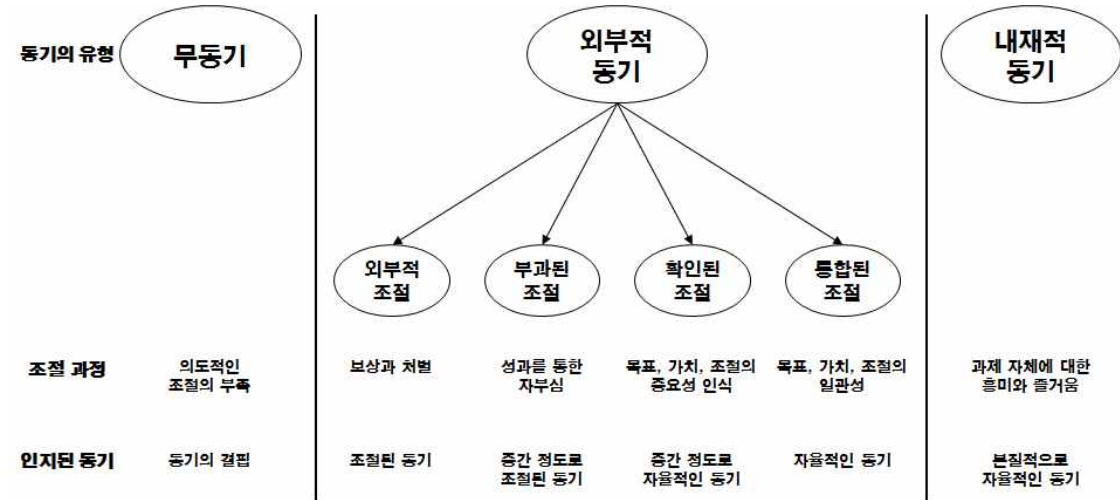 동기의 유형
무동기
외부적
동기
내재적
동기
외부적
조절
부과된
조절
확인된
조절
통합된
조절
조절 과정
의도적인
조절의 부족
보상과 처벌
성과를 통한
자부심
목표, 가치, 조절의
중요성 인식
목표, 가치, 조절의
일관성
과제 자체에 대한
흥미와 즐거움
인지된 동기
동기의 결핍
조절된 동기
중간 정도로
조절된 동기
중간 정도로
자율적인 동기
자율적인 동기
본질적으로
자율적인 동기